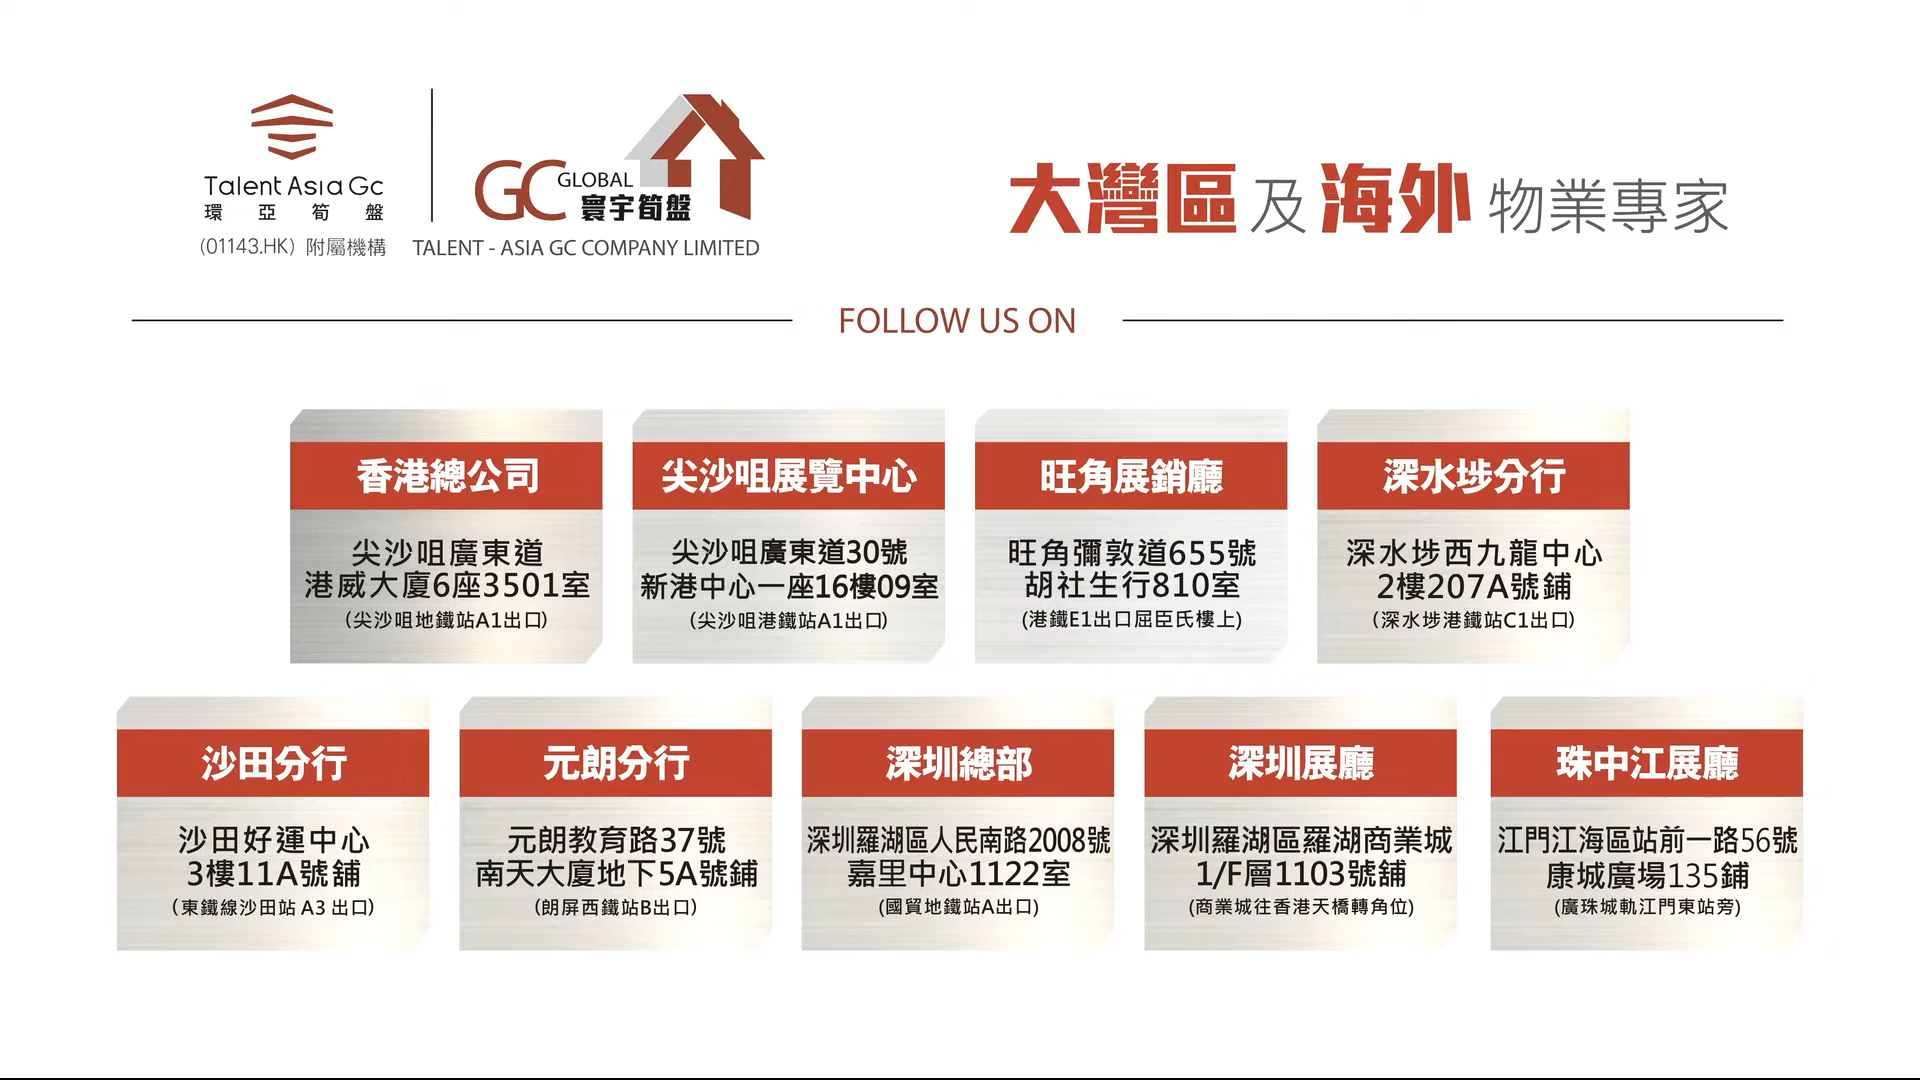 Talent Asia Gc
環亞筍盤
(01143.HK) 附屬機構
GC GLOBAL
寰宇筍盤
TALENT - ASIA GC COMPANY LIMITED
大灣區及海外物業專家
FOLLOW US ON
香港總公司
尖沙咀廣東道
港威大廈6座3501室
(尖沙咀地鐵站A1出口)
尖沙咀展覽中心
尖沙咀廣東道30號
新港中心一座16樓09室
(尖沙咀港鐵站A1出口)
旺角展銷廳
旺角彌敦道655號
胡社生行810室
(港鐵E1出口屈臣氏樓上)
深水埗分行
深水埗西九龍中心
2樓207A號鋪
(深水埗港鐵站C1出口)
沙田分行
沙田好運中心
3樓11A號舖
(東鐵線沙田站 A3 出口)
元朗分行
元朗教育路37號
南天大廈地下5A號鋪
(朗屏西鐵站B出口)
深圳總部
深圳羅湖區人民南路2008號
嘉里中心1122室
(國貿地鐵站A出口)
深圳展廳
深圳羅湖區羅湖商業城
1/F層1103號舖
(商業城往香港天橋轉角位)
珠中江展廳
江門江海區站前一路56號
康城廣場135鋪
(廣珠城軌江門東站旁)